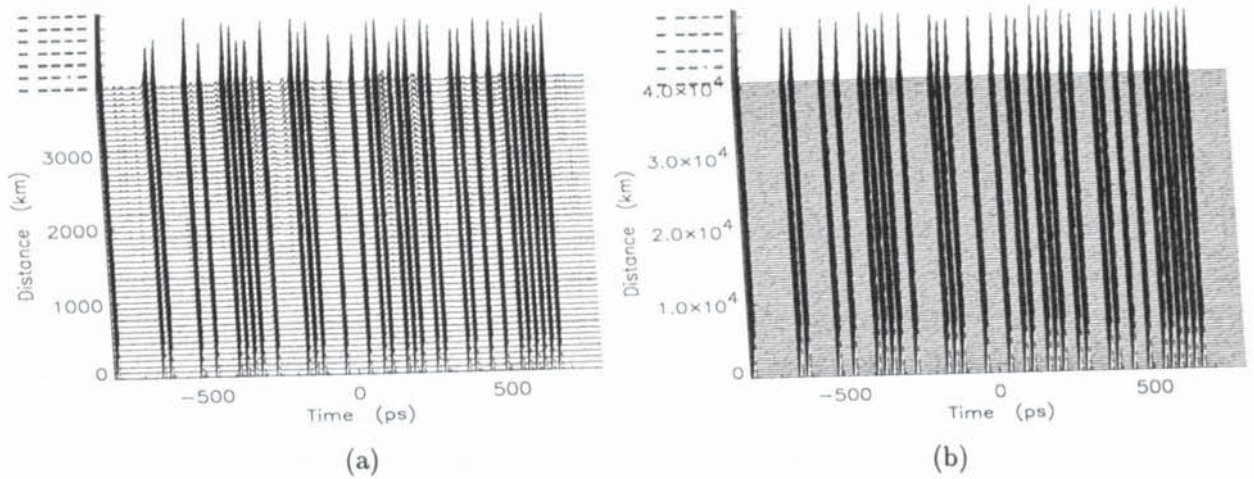 3000
2000
1000
0
Distance (km)
−500 0 500
Time (ps)
(a)
4.0×10⁴
3.0×10⁴
2.0×10⁴
1.0×10⁴
0
Distance (km)
−500 0 500
Time (ps)
(b)